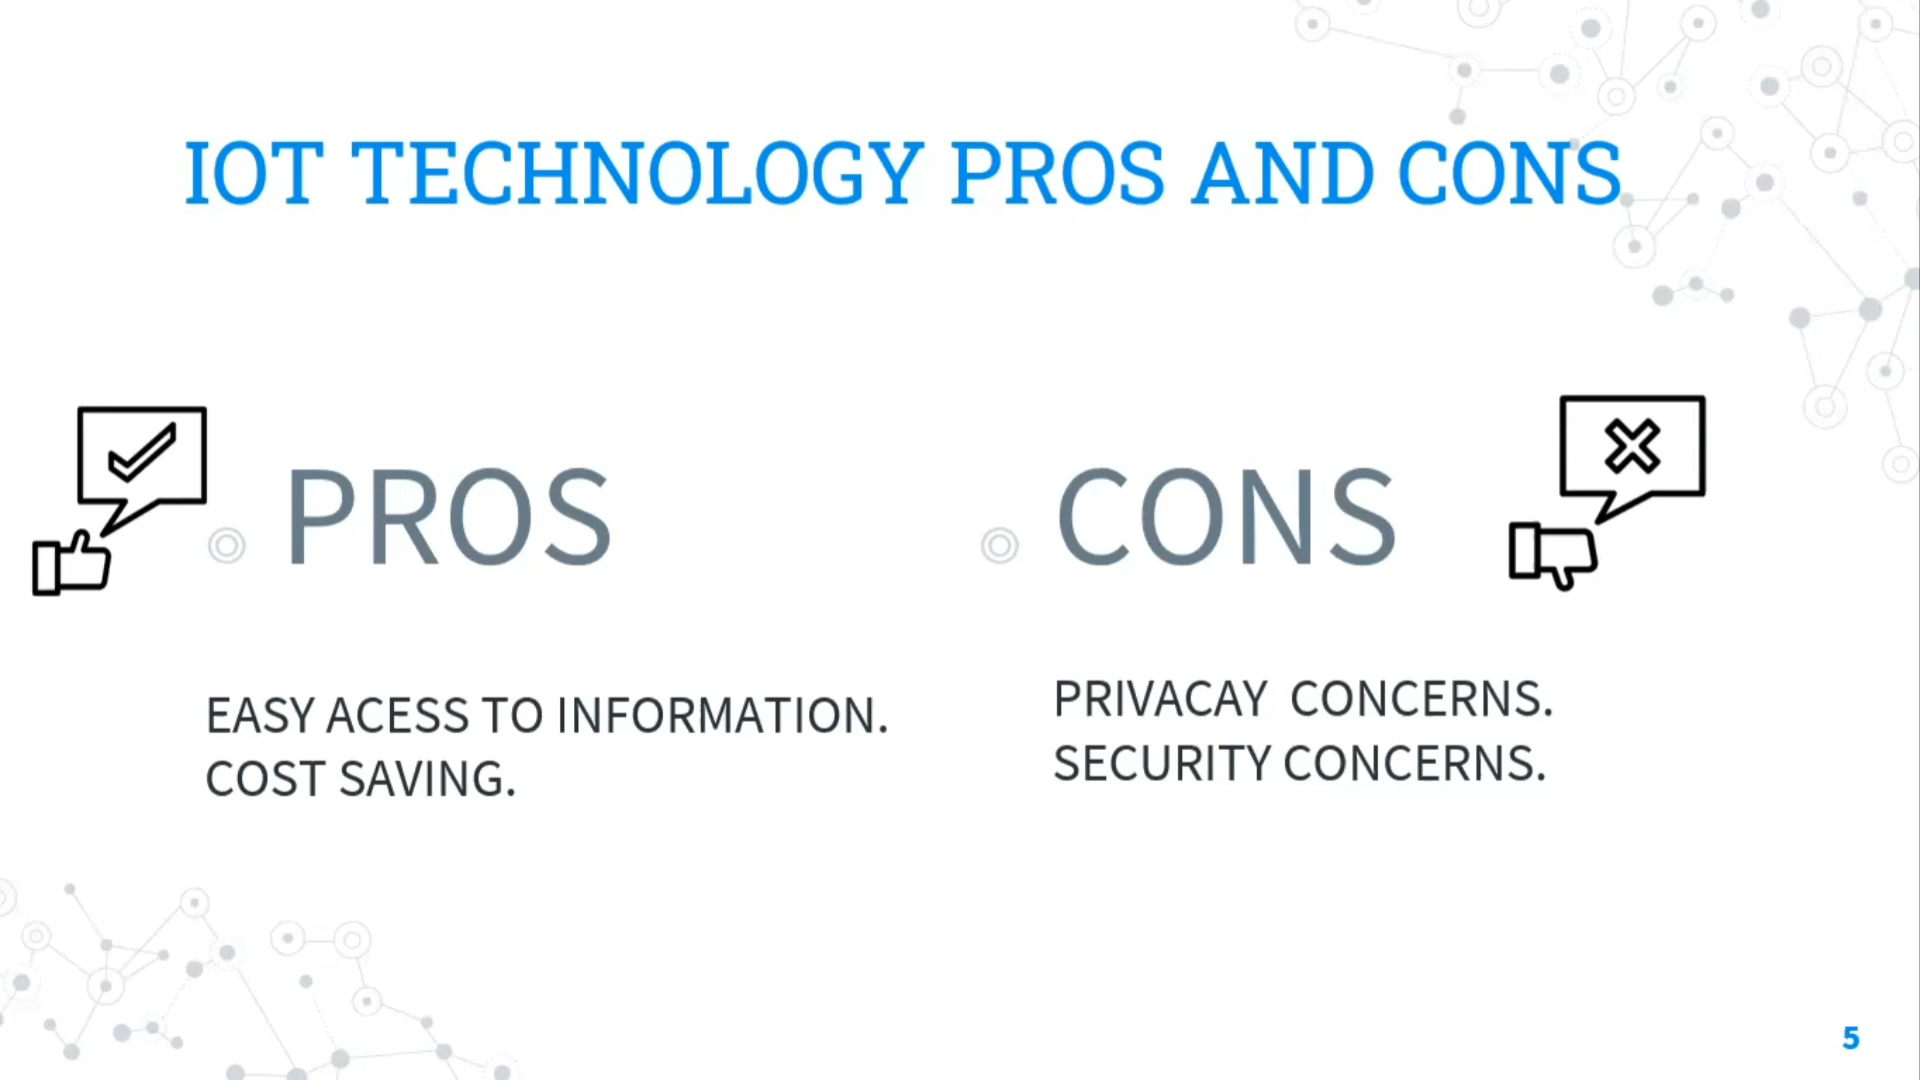 IOT TECHNOLOGY PROS AND CONS
PROS
EASY ACESS TO INFORMATION.
COST SAVING.
CONS
PRIVACAY CONCERNS.
SECURITY CONCERNS.
5